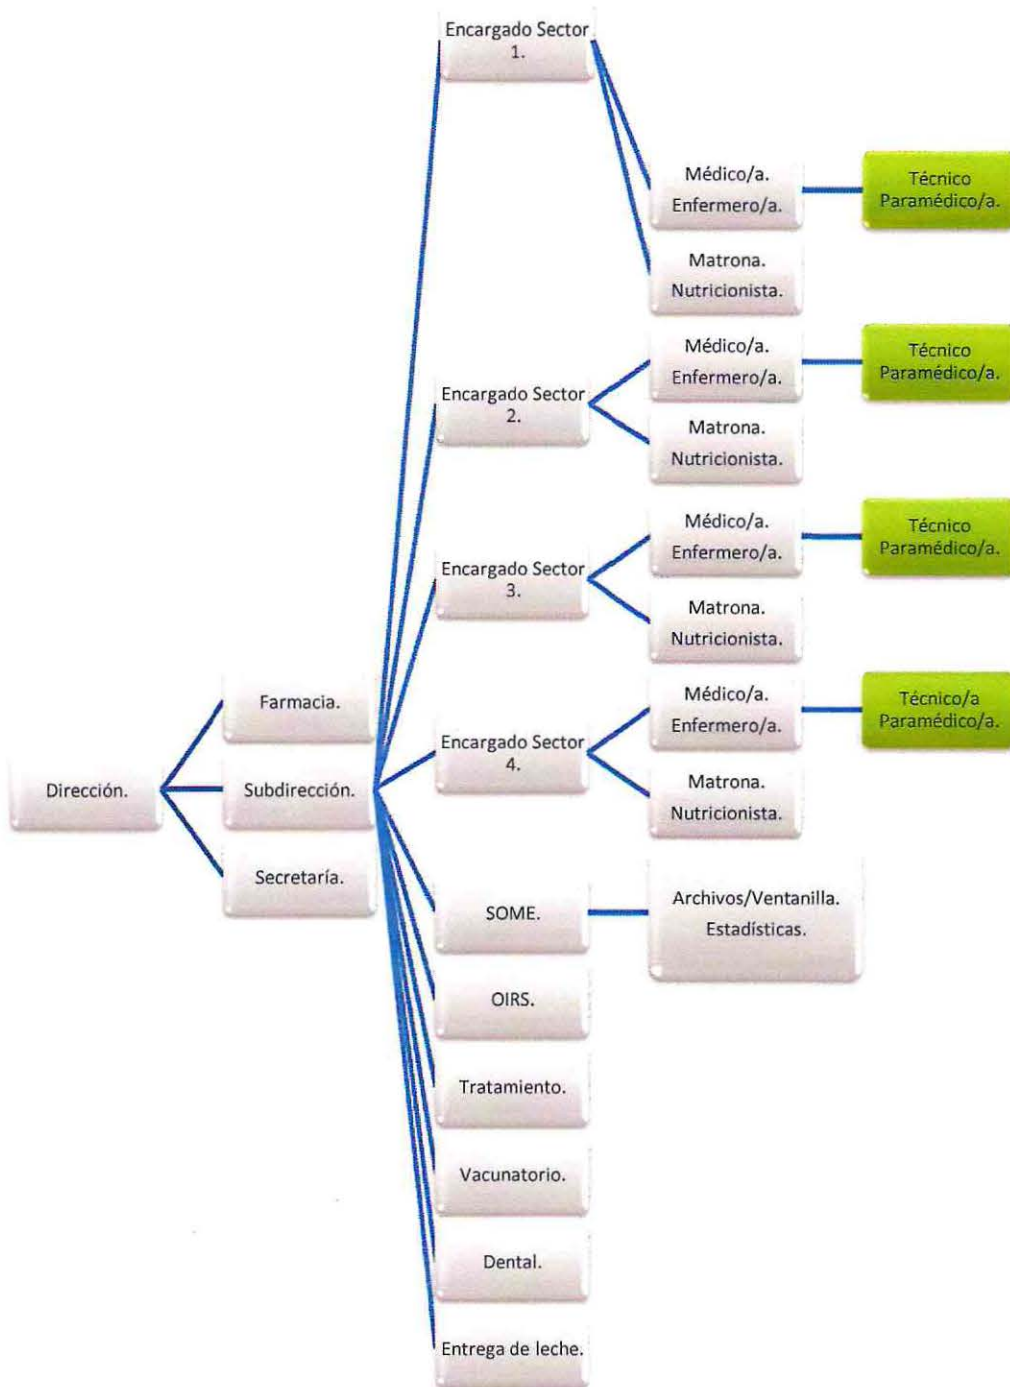 Encargado Sector
1.
Médico/a.
Enfermero/a.
Técnico
Paramédico/a.
Matrona.
Nutricionista.
Encargado Sector
2.
Médico/a.
Enfermero/a.
Técnico
Paramédico/a.
Matrona.
Nutricionista.
Encargado Sector
3.
Médico/a.
Enfermero/a.
Técnico
Paramédico/a.
Matrona.
Nutricionista.
Dirección.
Farmacia.
Subdirección.
Secretaría.
Encargado Sector
4.
Médico/a.
Enfermero/a.
Técnico/a
Paramédico/a.
Matrona.
Nutricionista.
SOME.
Archivos/Ventanilla.
Estadísticas.
OIRS.
Tratamiento.
Vacunatorio.
Dental.
Entrega de leche.